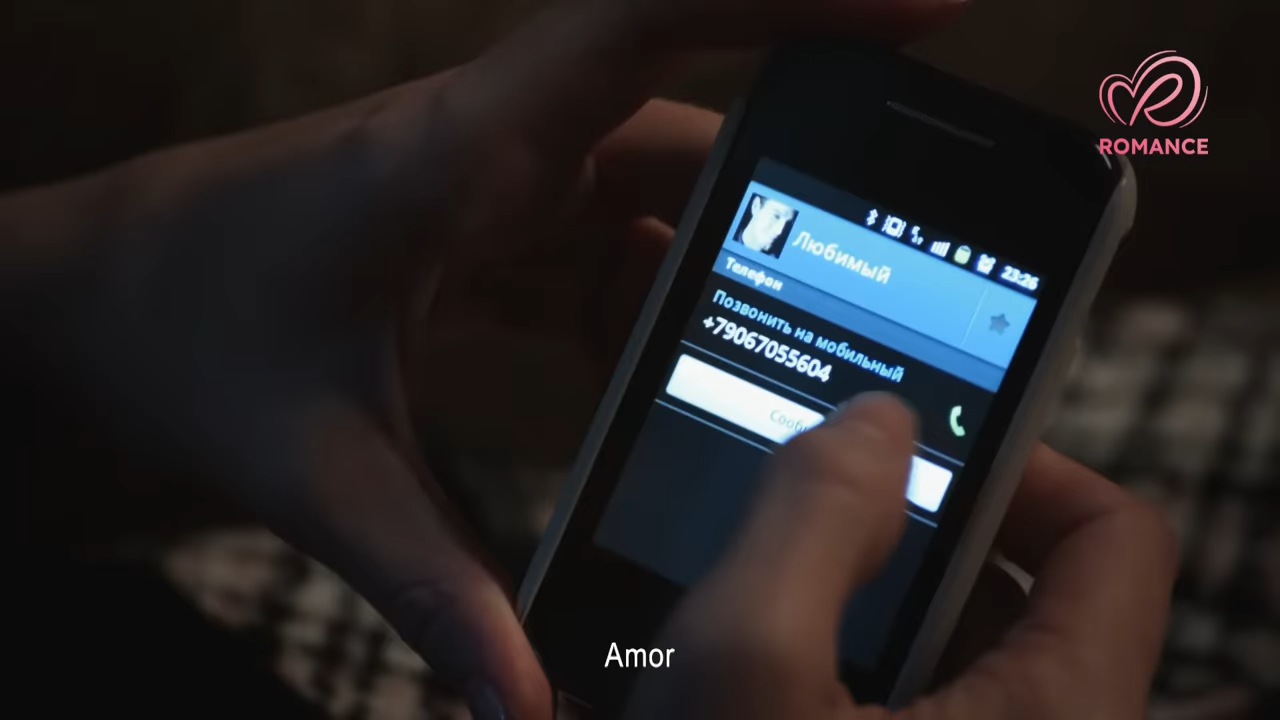 ROMANCE
23:26
Любимый
Телефон
Позвонить на мобильный
+79067055604
Amor